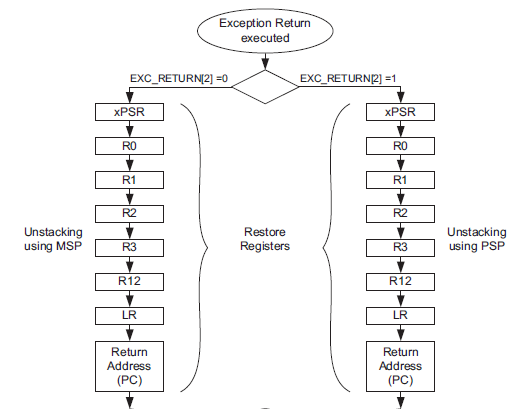 Exception Return
executed
EXC_RETURN[2] =0
EXC_RETURN[2] =1
xPSR
R0
R1
R2
R3
R12
LR
Return
Address
(PC)
Unstacking
using MSP
Restore
Registers
xPSR
R0
R1
R2
R3
R12
LR
Return
Address
(PC)
Unstacking
using PSP